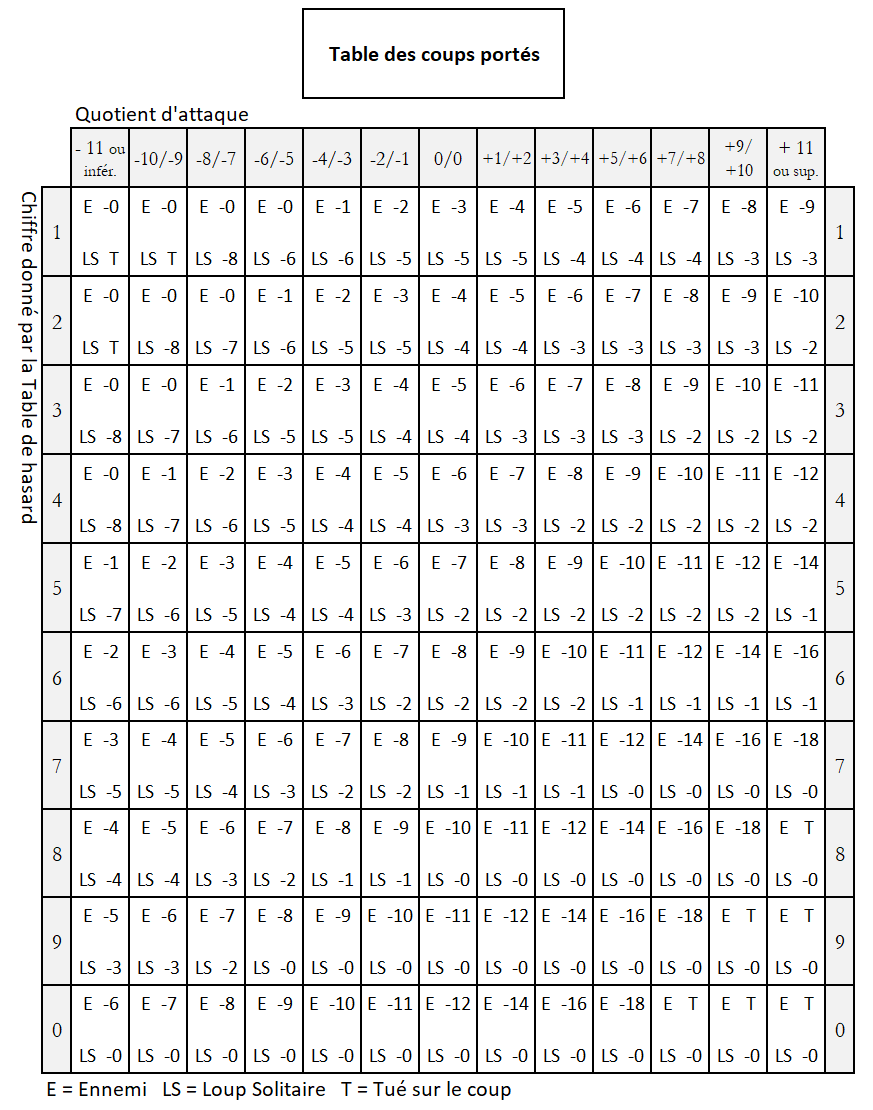 Table des coups portés
Quotient d'attaque
- 11 ou infér. -10/-9 -8/-7 -6/-5 -4/-3 -2/-1 0/0 +1/+2 +3/+4 +5/+6 +7/+8 +9/ +10 + 11 ou sup.
Chiffre donné par la Table de hasard
1 E -0 E -0 E -0 E -0 E -1 E -2 E -3 E -4 E -5 E -6 E -7 E -8 E -9 1
LS T LS T LS -8 LS -6 LS -6 LS -5 LS -5 LS -5 LS -4 LS -4 LS -4 LS -3 LS -3
2 E -0 E -0 E -0 E -1 E -2 E -3 E -4 E -5 E -6 E -7 E -8 E -9 E -10 2
LS T LS -8 LS -7 LS -6 LS -5 LS -5 LS -4 LS -4 LS -3 LS -3 LS -3 LS -3 LS -2
3 E -0 E -0 E -1 E -2 E -3 E -4 E -5 E -6 E -7 E -8 E -9 E -10 E -11 3
LS -8 LS -7 LS -6 LS -5 LS -5 LS -4 LS -4 LS -3 LS -3 LS -3 LS -2 LS -2 LS -2
4 E -0 E -1 E -2 E -3 E -4 E -5 E -6 E -7 E -8 E -9 E -10 E -11 E -12 4
LS -8 LS -7 LS -6 LS -5 LS -4 LS -4 LS -3 LS -3 LS -2 LS -2 LS -2 LS -2 LS -2
5 E -1 E -2 E -3 E -4 E -5 E -6 E -7 E -8 E -9 E -10 E -11 E -12 E -14 5
LS -7 LS -6 LS -5 LS -4 LS -4 LS -3 LS -2 LS -2 LS -2 LS -2 LS -2 LS -2 LS -1
6 E -2 E -3 E -4 E -5 E -6 E -7 E -8 E -9 E -10 E -11 E -12 E -14 E -16 6
LS -6 LS -6 LS -5 LS -4 LS -3 LS -2 LS -2 LS -2 LS -2 LS -1 LS -1 LS -1 LS -1
7 E -3 E -4 E -5 E -6 E -7 E -8 E -9 E -10 E -11 E -12 E -14 E -16 E -18 7
LS -5 LS -5 LS -4 LS -3 LS -2 LS -2 LS -1 LS -1 LS -1 LS -0 LS -0 LS -0 LS -0
8 E -4 E -5 E -6 E -7 E -8 E -9 E -10 E -11 E -12 E -14 E -16 E -18 E T 8
LS -4 LS -4 LS -3 LS -2 LS -1 LS -1 LS -0 LS -0 LS -0 LS -0 LS -0 LS -0 LS -0
9 E -5 E -6 E -7 E -8 E -9 E -10 E -11 E -12 E -14 E -16 E -18 E T E T 9
LS -3 LS -3 LS -2 LS -0 LS -0 LS -0 LS -0 LS -0 LS -0 LS -0 LS -0 LS -0 LS -0
0 E -6 E -7 E -8 E -9 E -10 E -11 E -12 E -14 E -16 E -18 E T E T E T 0
LS -0 LS -0 LS -0 LS -0 LS -0 LS -0 LS -0 LS -0 LS -0 LS -0 LS -0 LS -0 LS -0
E = Ennemi LS = Loup Solitaire T = Tué sur le coup